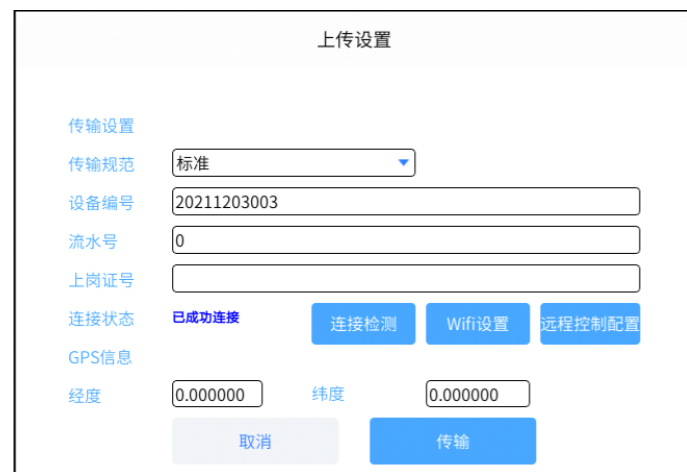 上传设置
传输设置
传输规范 标准
设备编号 20211203003
流水号 0
上岗证号
连接状态 已成功连接 连接检测 Wifi设置 远程控制配置
GPS信息
经度 0.000000 纬度 0.000000
取消 传输